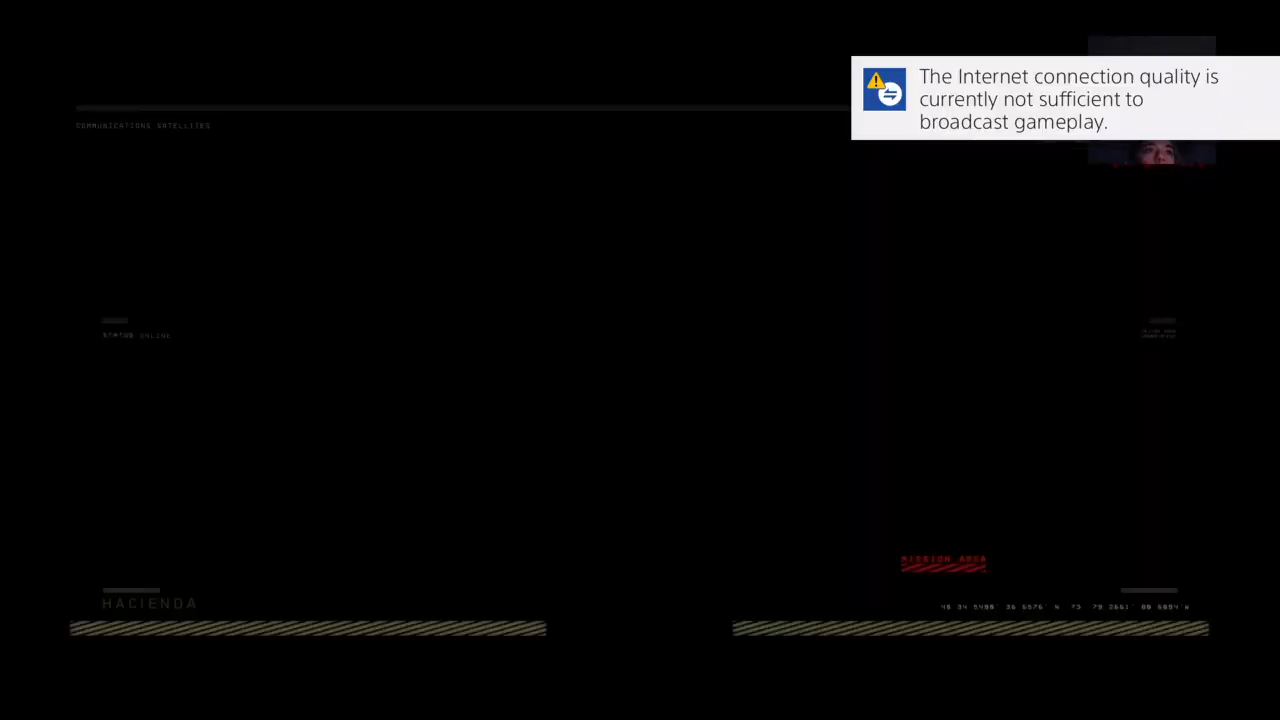 The Internet connection quality is
currently not sufficient to
broadcast gameplay.
COMMUNICATIONS SATELLITES
STATUS ONLINE
MISSION AREA
HACIENDA